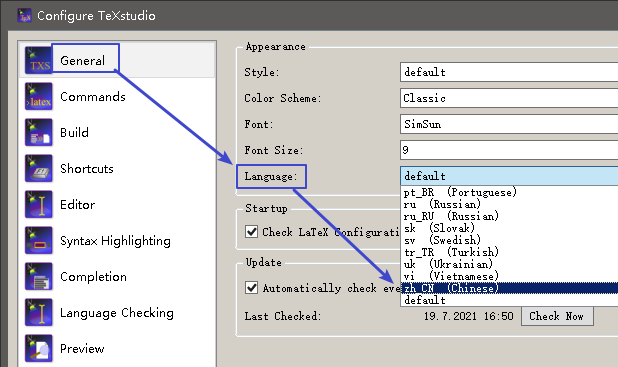 Configure TeXstudio
General
Commands
Build
Shortcuts
Editor
Syntax Highlighting
Completion
Language Checking
Preview
Appearance
Style: default
Color Scheme: Classic
Font: SimSun
Font Size: 9
Language: default
pt_BR (Portuguese)
ru (Russian)
ru_RU (Russian)
sk (Slovak)
sv (Swedish)
tr_TR (Turkish)
uk (Ukrainian)
vi (Vietnamese)
zh_CN (Chinese)
default
Startup
Check LaTeX Configurati
Update
Automatically check eve
Last Checked: 19.7.2021 16:50 Check Now